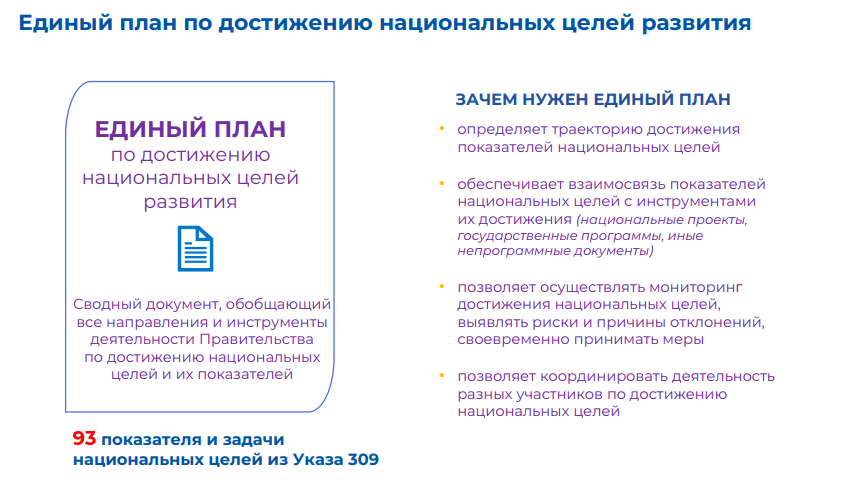 Единый план по достижению национальных целей развития
ЕДИНЫЙ ПЛАН
по достижению
национальных целей
развития
Сводный документ, обобщающий
все направления и инструменты
деятельности Правительства
по достижению национальных
целей и их показателей
93 показателя и задачи
национальных целей из Указа 309
ЗАЧЕМ НУЖЕН ЕДИНЫЙ ПЛАН
• определяет траекторию достижения
показателей национальных целей
• обеспечивает взаимосвязь показателей
национальных целей с инструментами
их достижения (национальные проекты,
государственные программы, иные
непрограммные документы)
• позволяет осуществлять мониторинг
достижения национальных целей,
выявлять риски и причины отклонений,
своевременно принимать меры
• позволяет координировать деятельность
разных участников по достижению
национальных целей